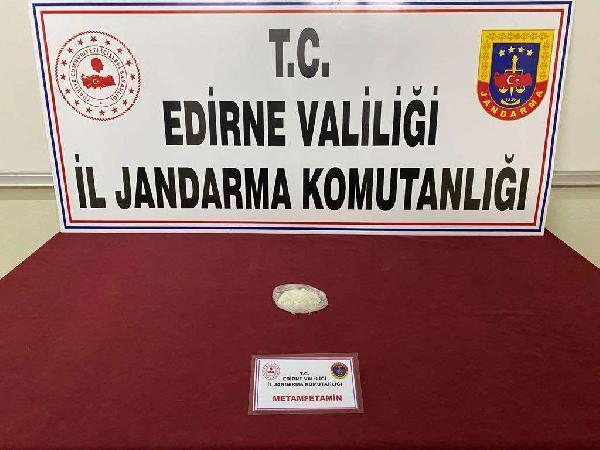 T.C.
EDİRNE VALİLİĞİ
İL JANDARMA KOMUTANLIĞI
JANDARMA
T.C.
EDİRNE VALİLİĞİ
İL JANDARMA KOMUTANLIĞI
METAMFETAMİN